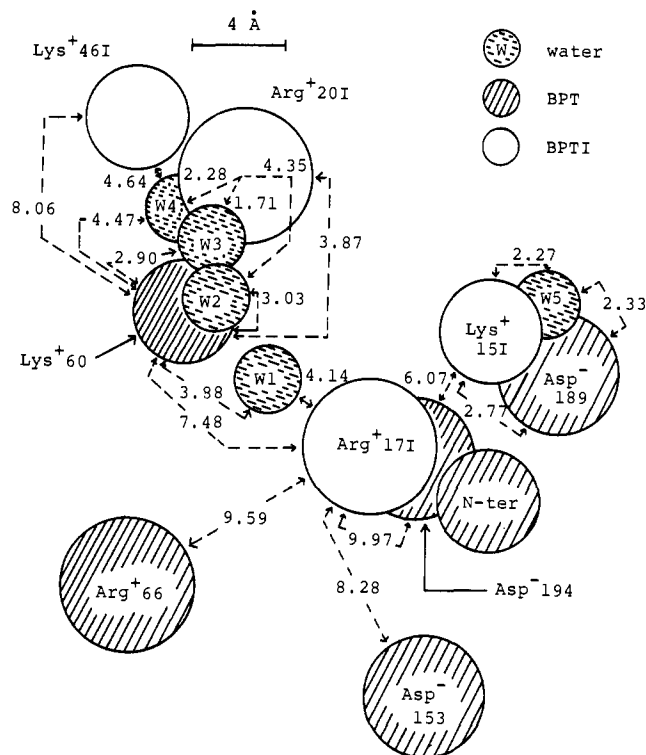 4 Å
Lys+46I
Arg+20I
W water
BPT
BPTI
4.64
2.28
4.35
W4
1.71
8.06
4.47
W3
3.87
2.90
2.27
W2
3.03
W5
2.33
Lys+
15I
Lys+60
Asp-
189
W1
4.14
6.07
3.98
2.77
7.48
Arg+17I
N-ter
9.59
9.97
8.28
Asp-194
Arg+66
Asp-
153